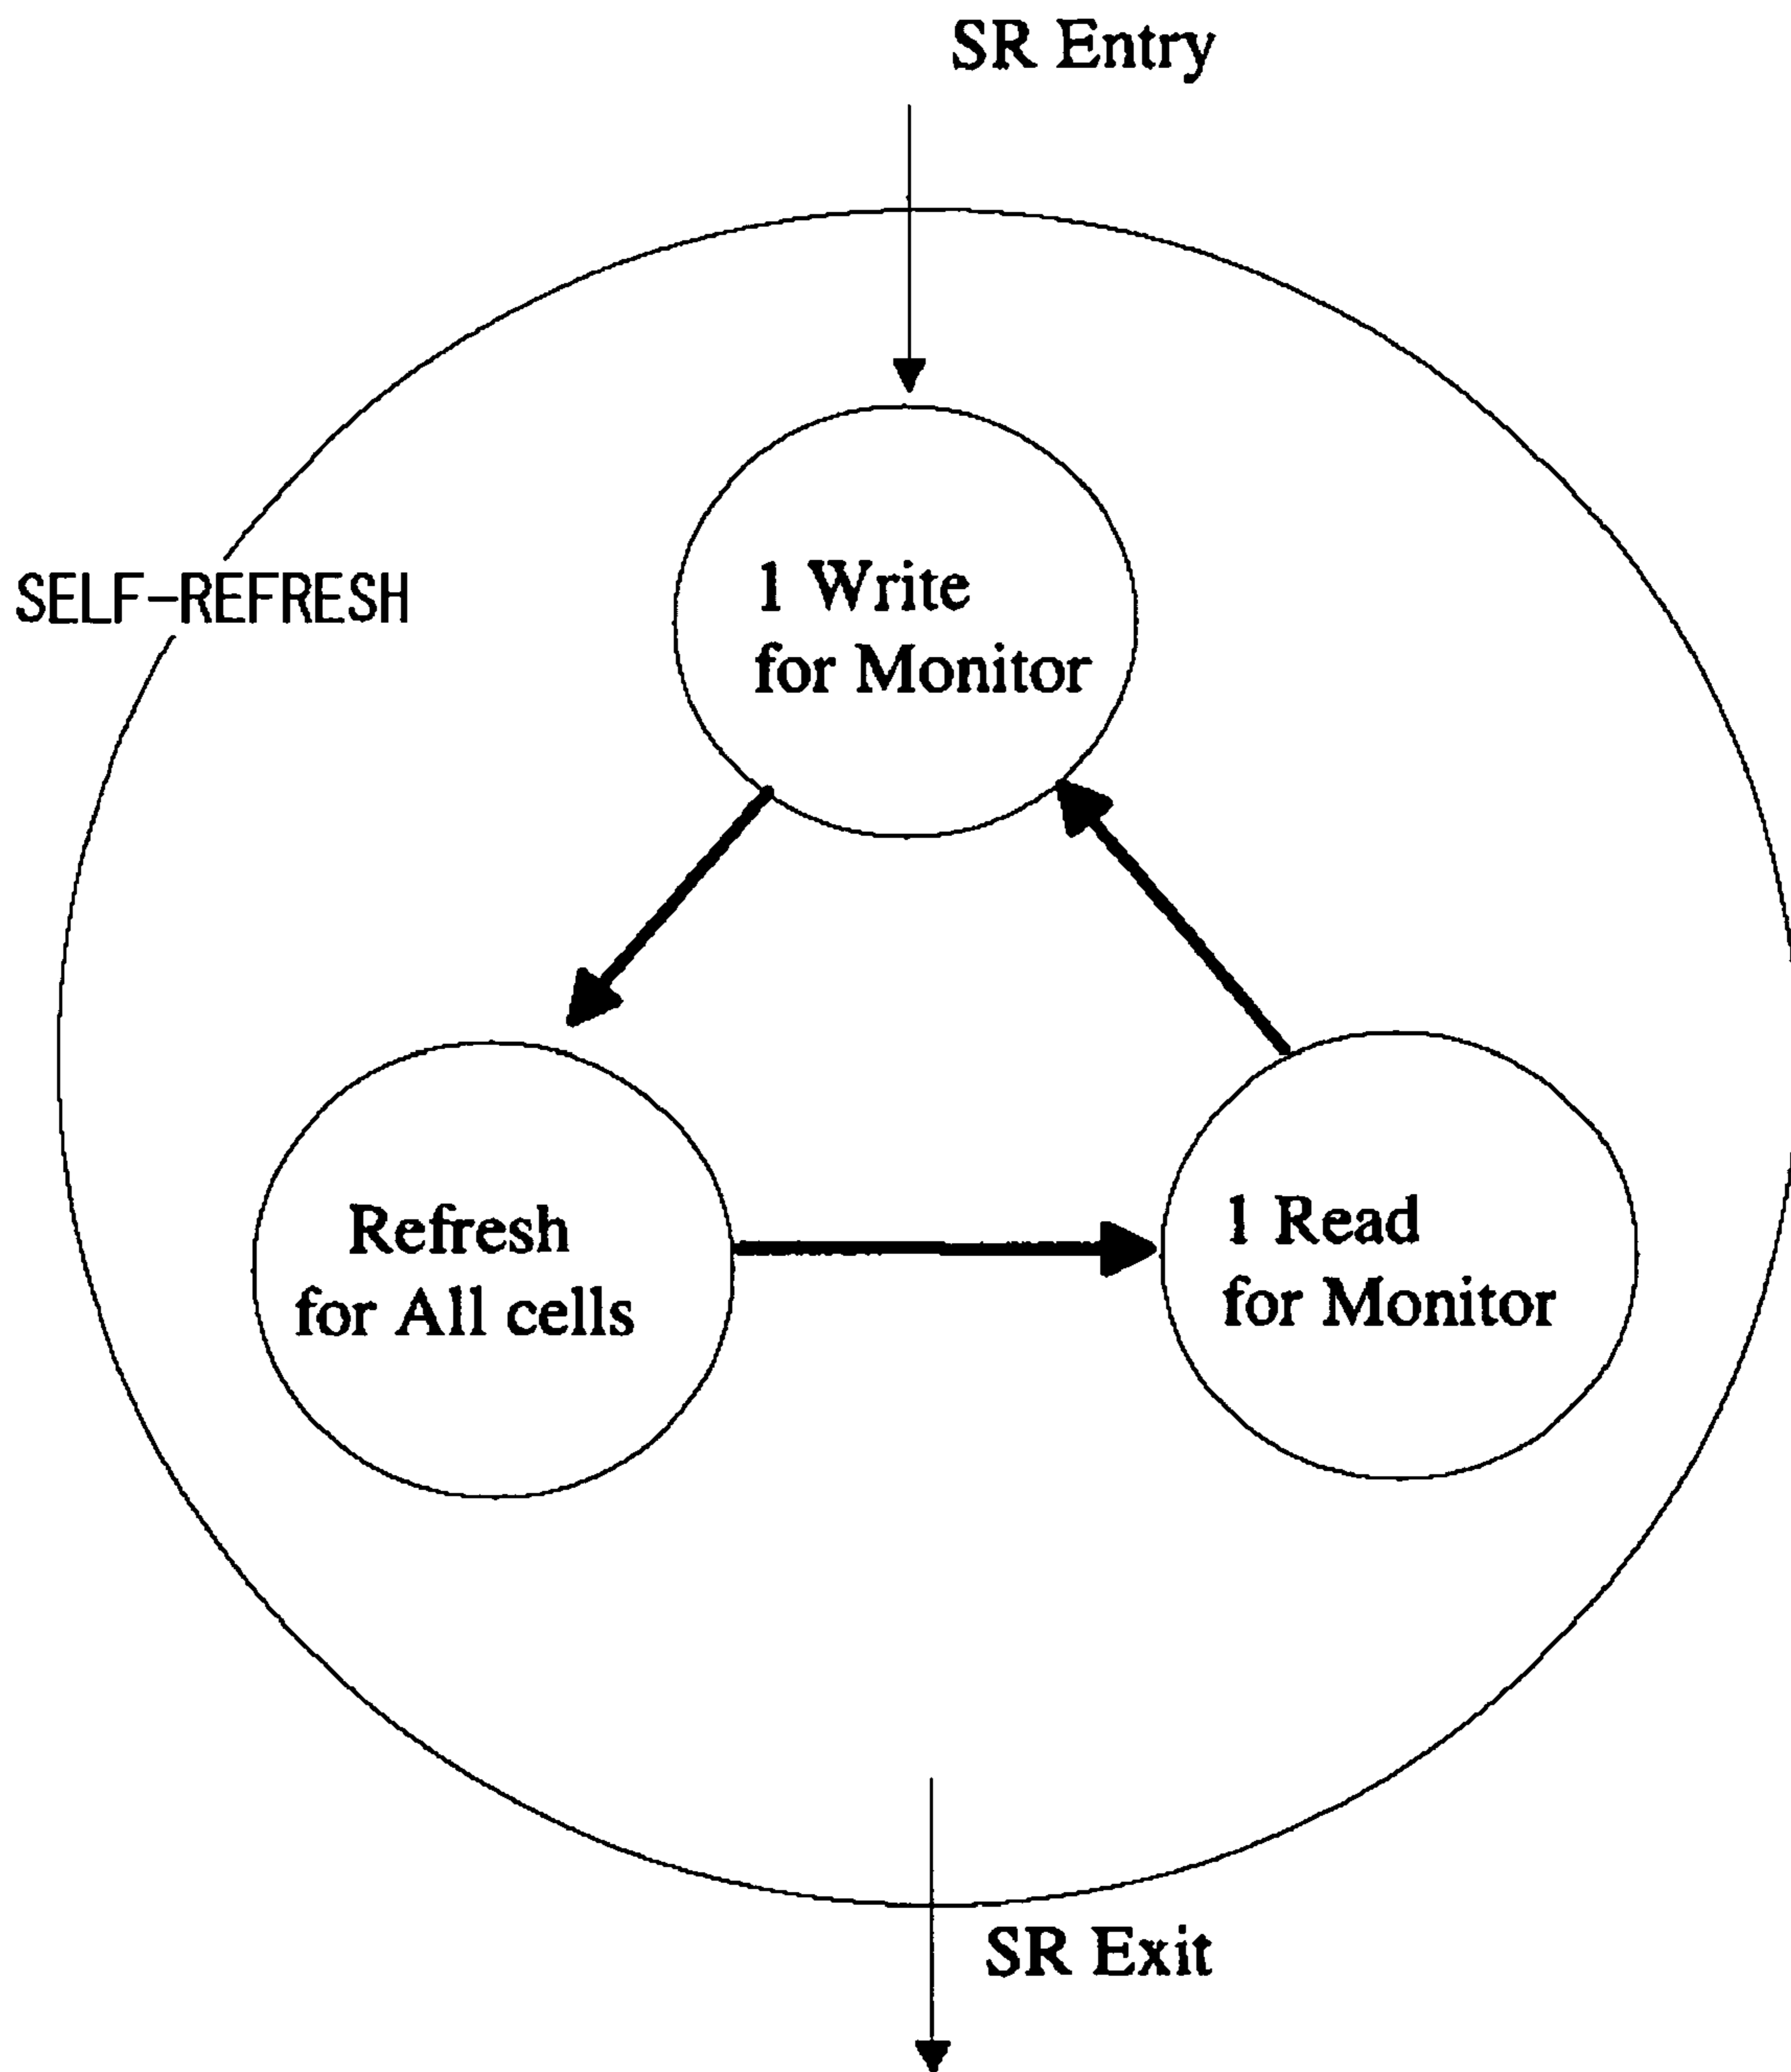 SR Entry
SELF-REFRESH
1 Write
for Monitor
Refresh
for All cells
1 Read
for Monitor
SR Exit